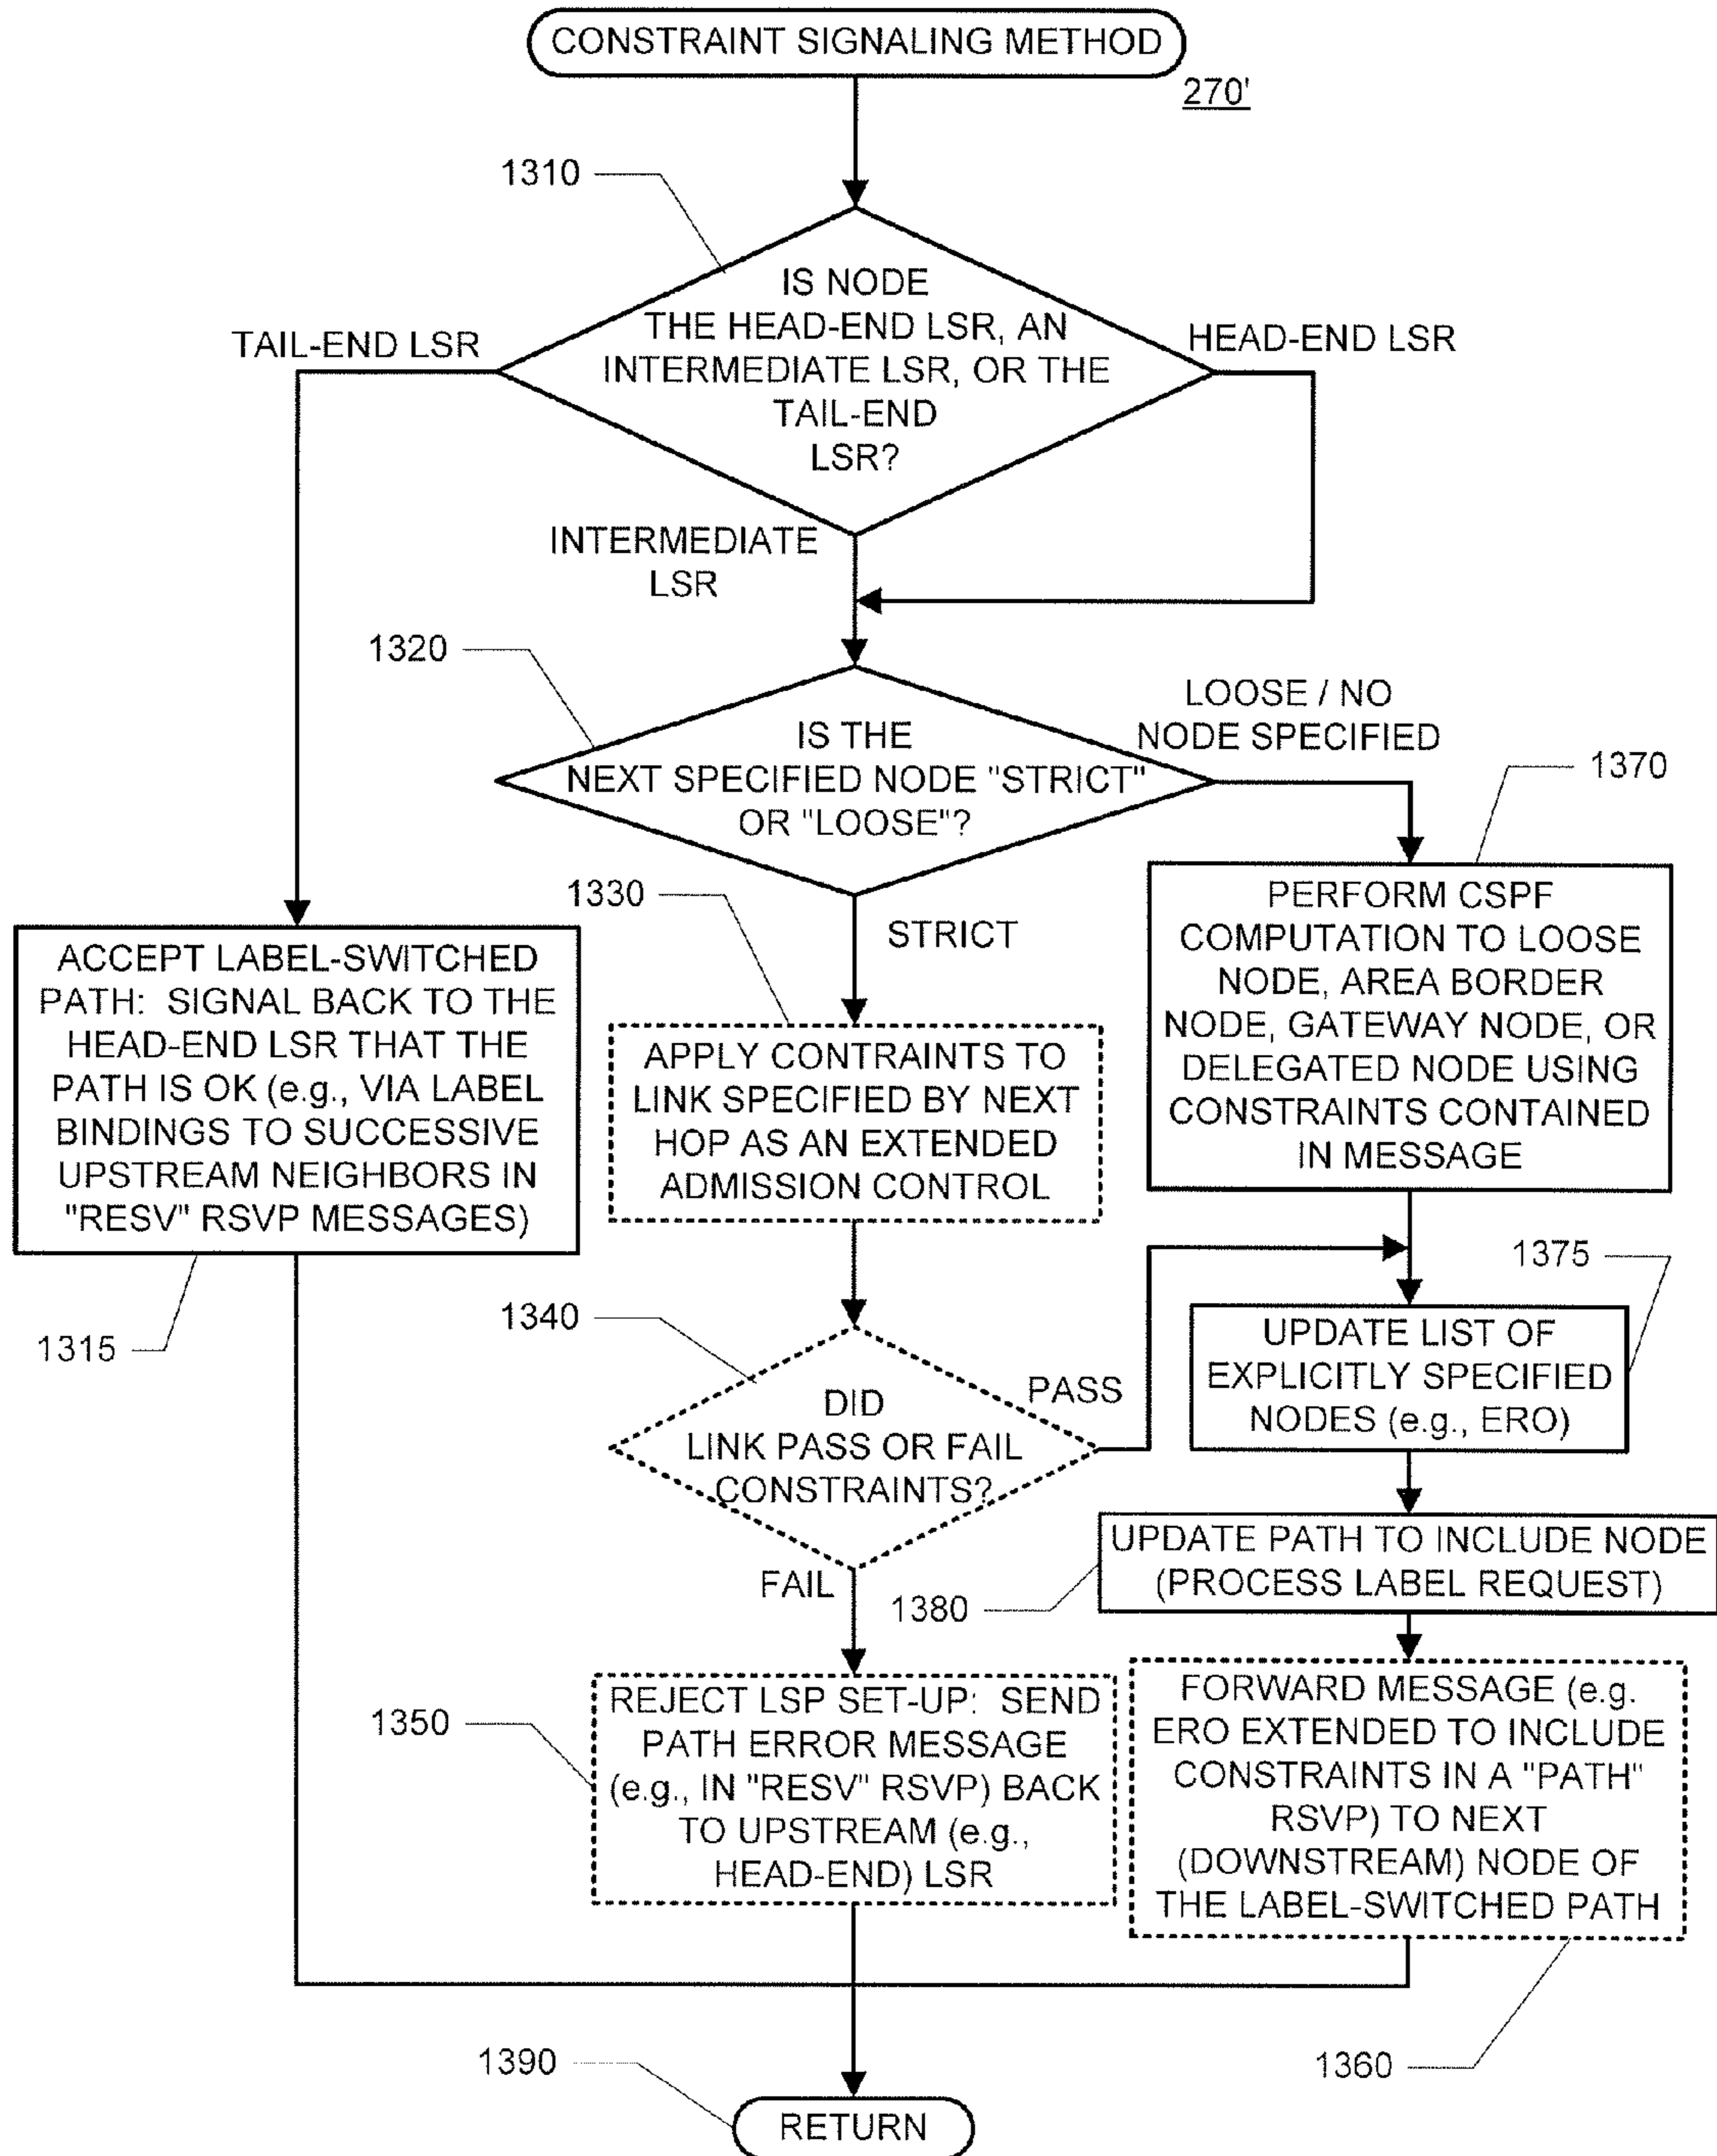 CONSTRAINT SIGNALING METHOD
270'
1310
IS NODE
THE HEAD-END LSR, AN
INTERMEDIATE LSR, OR THE
TAIL-END
LSR?
TAIL-END LSR
HEAD-END LSR
INTERMEDIATE
LSR
1320
IS THE
NEXT SPECIFIED NODE "STRICT"
OR "LOOSE"?
LOOSE / NO
NODE SPECIFIED
1370
1330
STRICT
ACCEPT LABEL-SWITCHED
PATH: SIGNAL BACK TO THE
HEAD-END LSR THAT THE
PATH IS OK (e.g., VIA LABEL
BINDINGS TO SUCCESSIVE
UPSTREAM NEIGHBORS IN
"RESV" RSVP MESSAGES)
1315
APPLY CONTRAINTS TO
LINK SPECIFIED BY NEXT
HOP AS AN EXTENDED
ADMISSION CONTROL
PERFORM CSPF
COMPUTATION TO LOOSE
NODE, AREA BORDER
NODE, GATEWAY NODE, OR
DELEGATED NODE USING
CONSTRAINTS CONTAINED
IN MESSAGE
1375
1340
DID
LINK PASS OR FAIL
CONSTRAINTS?
PASS
FAIL
UPDATE LIST OF
EXPLICITLY SPECIFIED
NODES (e.g., ERO)
UPDATE PATH TO INCLUDE NODE
(PROCESS LABEL REQUEST)
1380
1350
REJECT LSP SET-UP: SEND
PATH ERROR MESSAGE
(e.g., IN "RESV" RSVP) BACK
TO UPSTREAM (e.g.,
HEAD-END) LSR
FORWARD MESSAGE (e.g.
ERO EXTENDED TO INCLUDE
CONSTRAINTS IN A "PATH"
RSVP) TO NEXT
(DOWNSTREAM) NODE OF
THE LABEL-SWITCHED PATH
1360
1390
RETURN